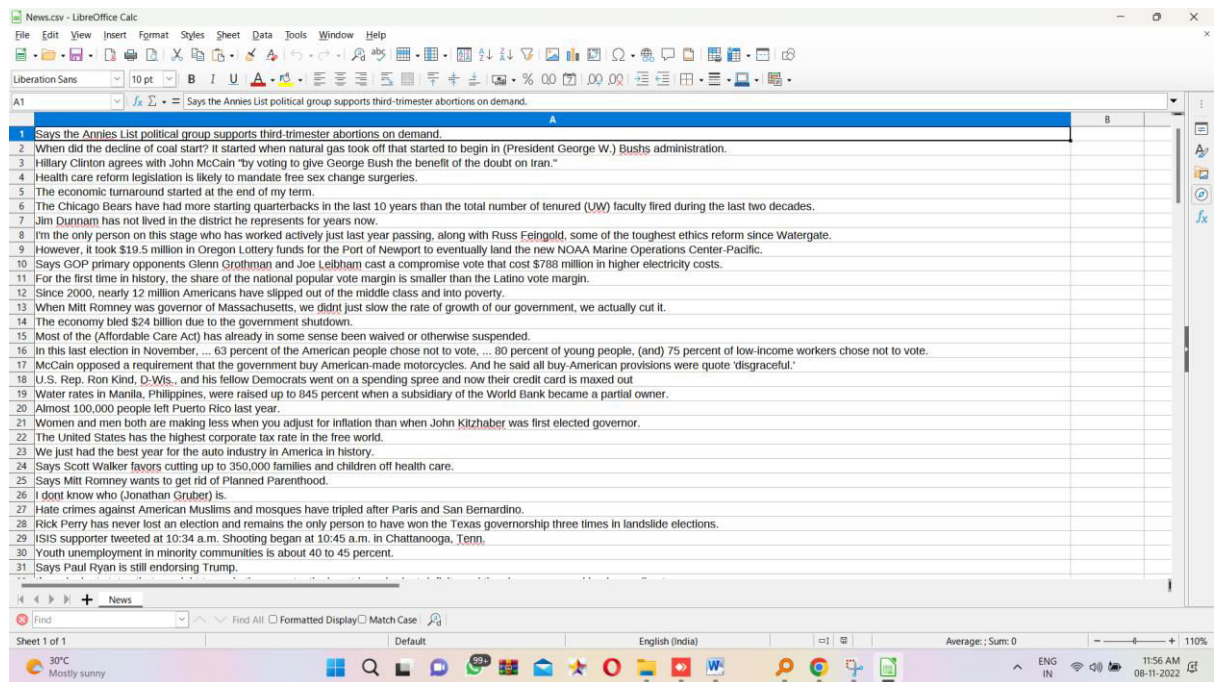 News.csv - LibreOffice Calc
File Edit View Insert Format Styles Sheet Data Tools Window Help
Liberation Sans 10 pt
A1 Says the Annies List political group supports third-trimester abortions on demand.
A B
1 Says the Annies List political group supports third-trimester abortions on demand.
2 When did the decline of coal start? It started when natural gas took off that started to begin in (President George W.) Bushs administration.
3 Hillary Clinton agrees with John McCain "by voting to give George Bush the benefit of the doubt on Iran."
4 Health care reform legislation is likely to mandate free sex change surgeries.
5 The economic turnaround started at the end of my term.
6 The Chicago Bears have had more starting quarterbacks in the last 10 years than the total number of tenured (UW) faculty fired during the last two decades.
7 Jim Dunnam has not lived in the district he represents for years now.
8 I'm the only person on this stage who has worked actively just last year passing, along with Russ Feingold, some of the toughest ethics reform since Watergate.
9 However, it took $19.5 million in Oregon Lottery funds for the Port of Newport to eventually land the new NOAA Marine Operations Center-Pacific.
10 Says GOP primary opponents Glenn Grothman and Joe Leibham cast a compromise vote that cost $788 million in higher electricity costs.
11 For the first time in history, the share of the national popular vote margin is smaller than the Latino vote margin.
12 Since 2000, nearly 12 million Americans have slipped out of the middle class and into poverty.
13 When Mitt Romney was governor of Massachusetts, we didnt just slow the rate of growth of our government, we actually cut it.
14 The economy bled $24 billion due to the government shutdown.
15 Most of the (Affordable Care Act) has already in some sense been waived or otherwise suspended.
16 In this last election in November, ... 63 percent of the American people chose not to vote, ... 80 percent of young people, (and) 75 percent of low-income workers chose not to vote.
17 McCain opposed a requirement that the government buy American-made motorcycles. And he said all buy-American provisions were quote 'disgraceful.'
18 U.S. Rep. Ron Kind, D-Wis., and his fellow Democrats went on a spending spree and now their credit card is maxed out
19 Water rates in Manila, Philippines, were raised up to 845 percent when a subsidiary of the World Bank became a partial owner.
20 Almost 100,000 people left Puerto Rico last year.
21 Women and men both are making less when you adjust for inflation than when John Kitzhaber was first elected governor.
22 The United States has the highest corporate tax rate in the free world.
23 We just had the best year for the auto industry in America in history.
24 Says Scott Walker favors cutting up to 350,000 families and children off health care.
25 Says Mitt Romney wants to get rid of Planned Parenthood.
26 I dont know who (Jonathan Gruber) is.
27 Hate crimes against American Muslims and mosques have tripled after Paris and San Bernardino.
28 Rick Perry has never lost an election and remains the only person to have won the Texas governorship three times in landslide elections.
29 ISIS supporter tweeted at 10:34 a.m. Shooting began at 10:45 a.m. in Chattanooga, Tenn.
30 Youth unemployment in minority communities is about 40 to 45 percent.
31 Says Paul Ryan is still endorsing Trump.
News
Find Find All Formatted Display Match Case
Sheet 1 of 1 Default English (India) Average: ; Sum: 0 110%
30°C 99+ ENG 11:56 AM
Mostly sunny IN 08-11-2022